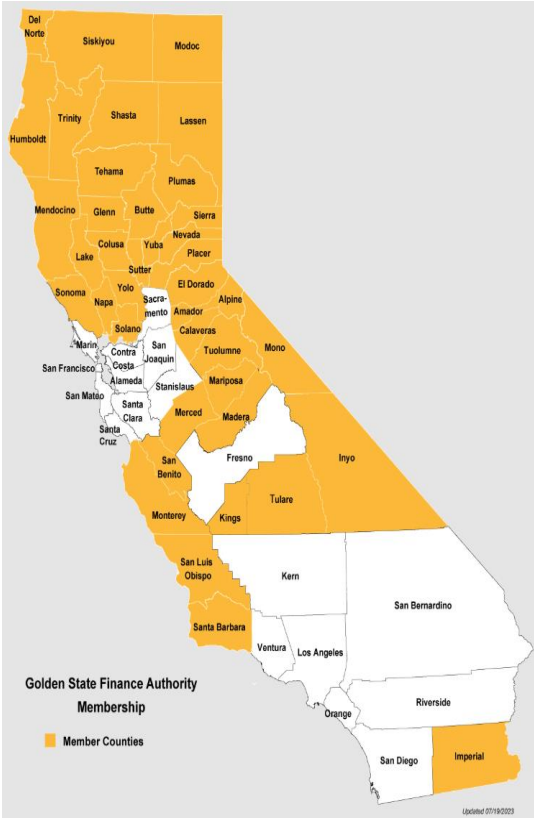 Del
Norte
Siskiyou
Modoc
Humboldt
Trinity
Shasta
Lassen
Tehama
Plumas
Mendocino
Glenn
Butte
Sierra
Nevada
Colusa
Yuba
Placer
Lake
Sutter
El Dorado
Sonoma
Napa
Yolo
Sacra-
mento
Alpine
Amador
Solano
Calaveras
Marin
Contra
Costa
San
Joaquin
Tuolumne
Mono
San Francisco
Alameda
Stanislaus
Mariposa
San Mateo
Santa
Clara
Merced
Madera
Santa
Cruz
Fresno
Inyo
San
Benito
Tulare
Monterey
Kings
San Luis
Obispo
Kern
San Bernardino
Santa Barbara
Ventura
Los Angeles
Golden State Finance Authority
Membership
Orange
Riverside
Member Counties
San Diego
Imperial
Updated 07/19/2023